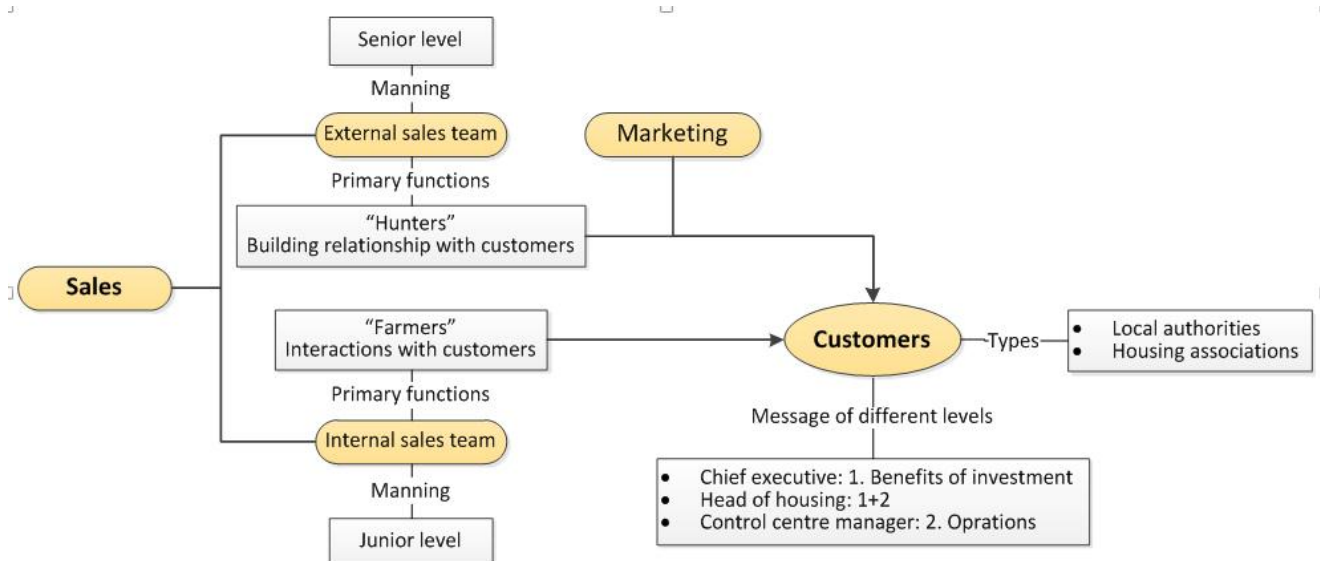 Senior level
Manning
External sales team
Marketing
Primary functions
“Hunters”
Building relationship with customers
Sales
“Farmers”
Interactions with customers
Customers
Types
• Local authorities
• Housing associations
Primary functions
Message of different levels
Internal sales team
• Chief executive: 1. Benefits of investment
• Head of housing: 1+2
• Control centre manager: 2. Oprations
Manning
Junior level